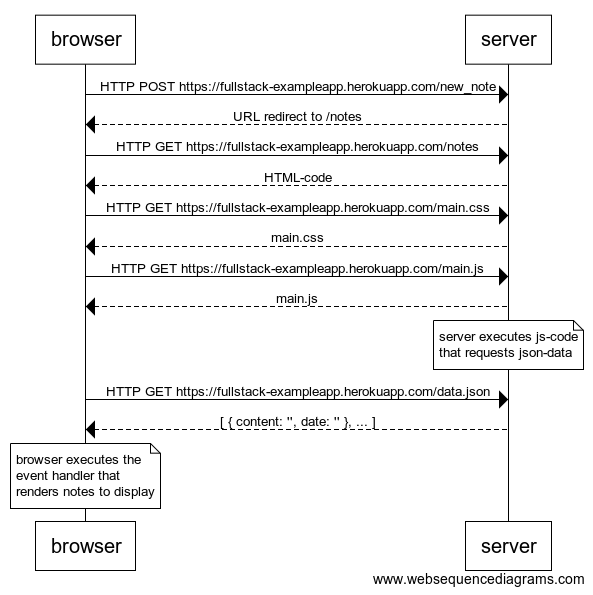 browser
server
HTTP POST https://fullstack-exampleapp.herokuapp.com/new_note
URL redirect to /notes
HTTP GET https://fullstack-exampleapp.herokuapp.com/notes
HTML-code
HTTP GET https://fullstack-exampleapp.herokuapp.com/main.css
main.css
HTTP GET https://fullstack-exampleapp.herokuapp.com/main.js
main.js
server executes js-code
that requests json-data
HTTP GET https://fullstack-exampleapp.herokuapp.com/data.json
[ { content: '', date: '' }, ... ]
browser executes the
event handler that
renders notes to display
browser
server
www.websequencediagrams.com